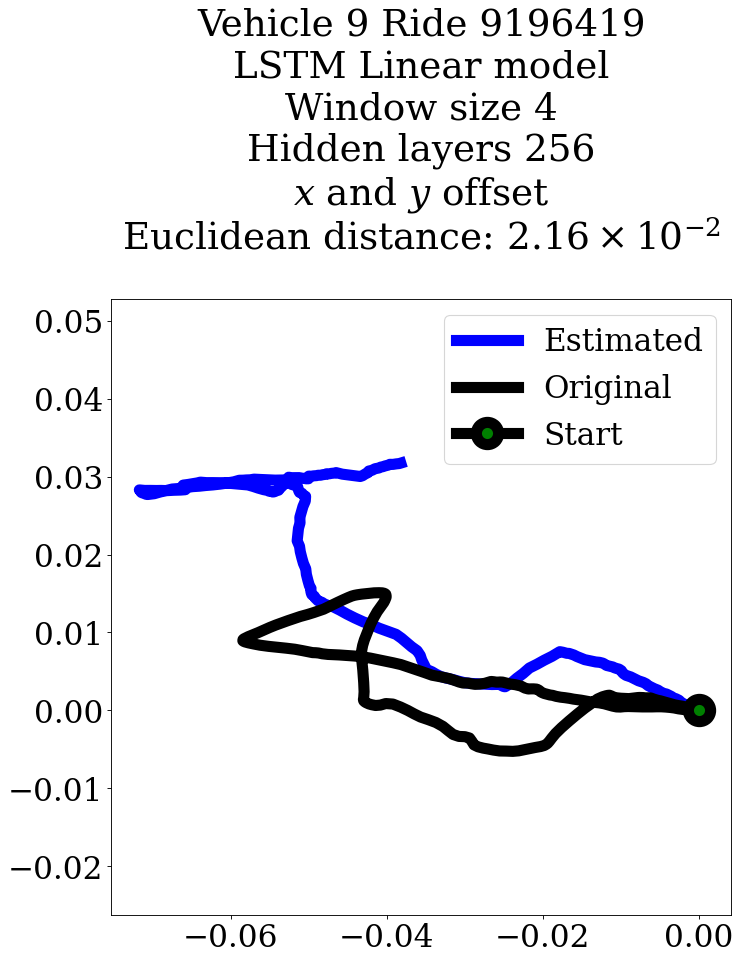 Vehicle 9 Ride 9196419
LSTM Linear model
Window size 4
Hidden layers 256
x and y offset
Euclidean distance: 2.16 × 10⁻²
Estimated
Original
Start
0.05
0.04
0.03
0.02
0.01
0.00
−0.01
−0.02
−0.06 −0.04 −0.02 0.00